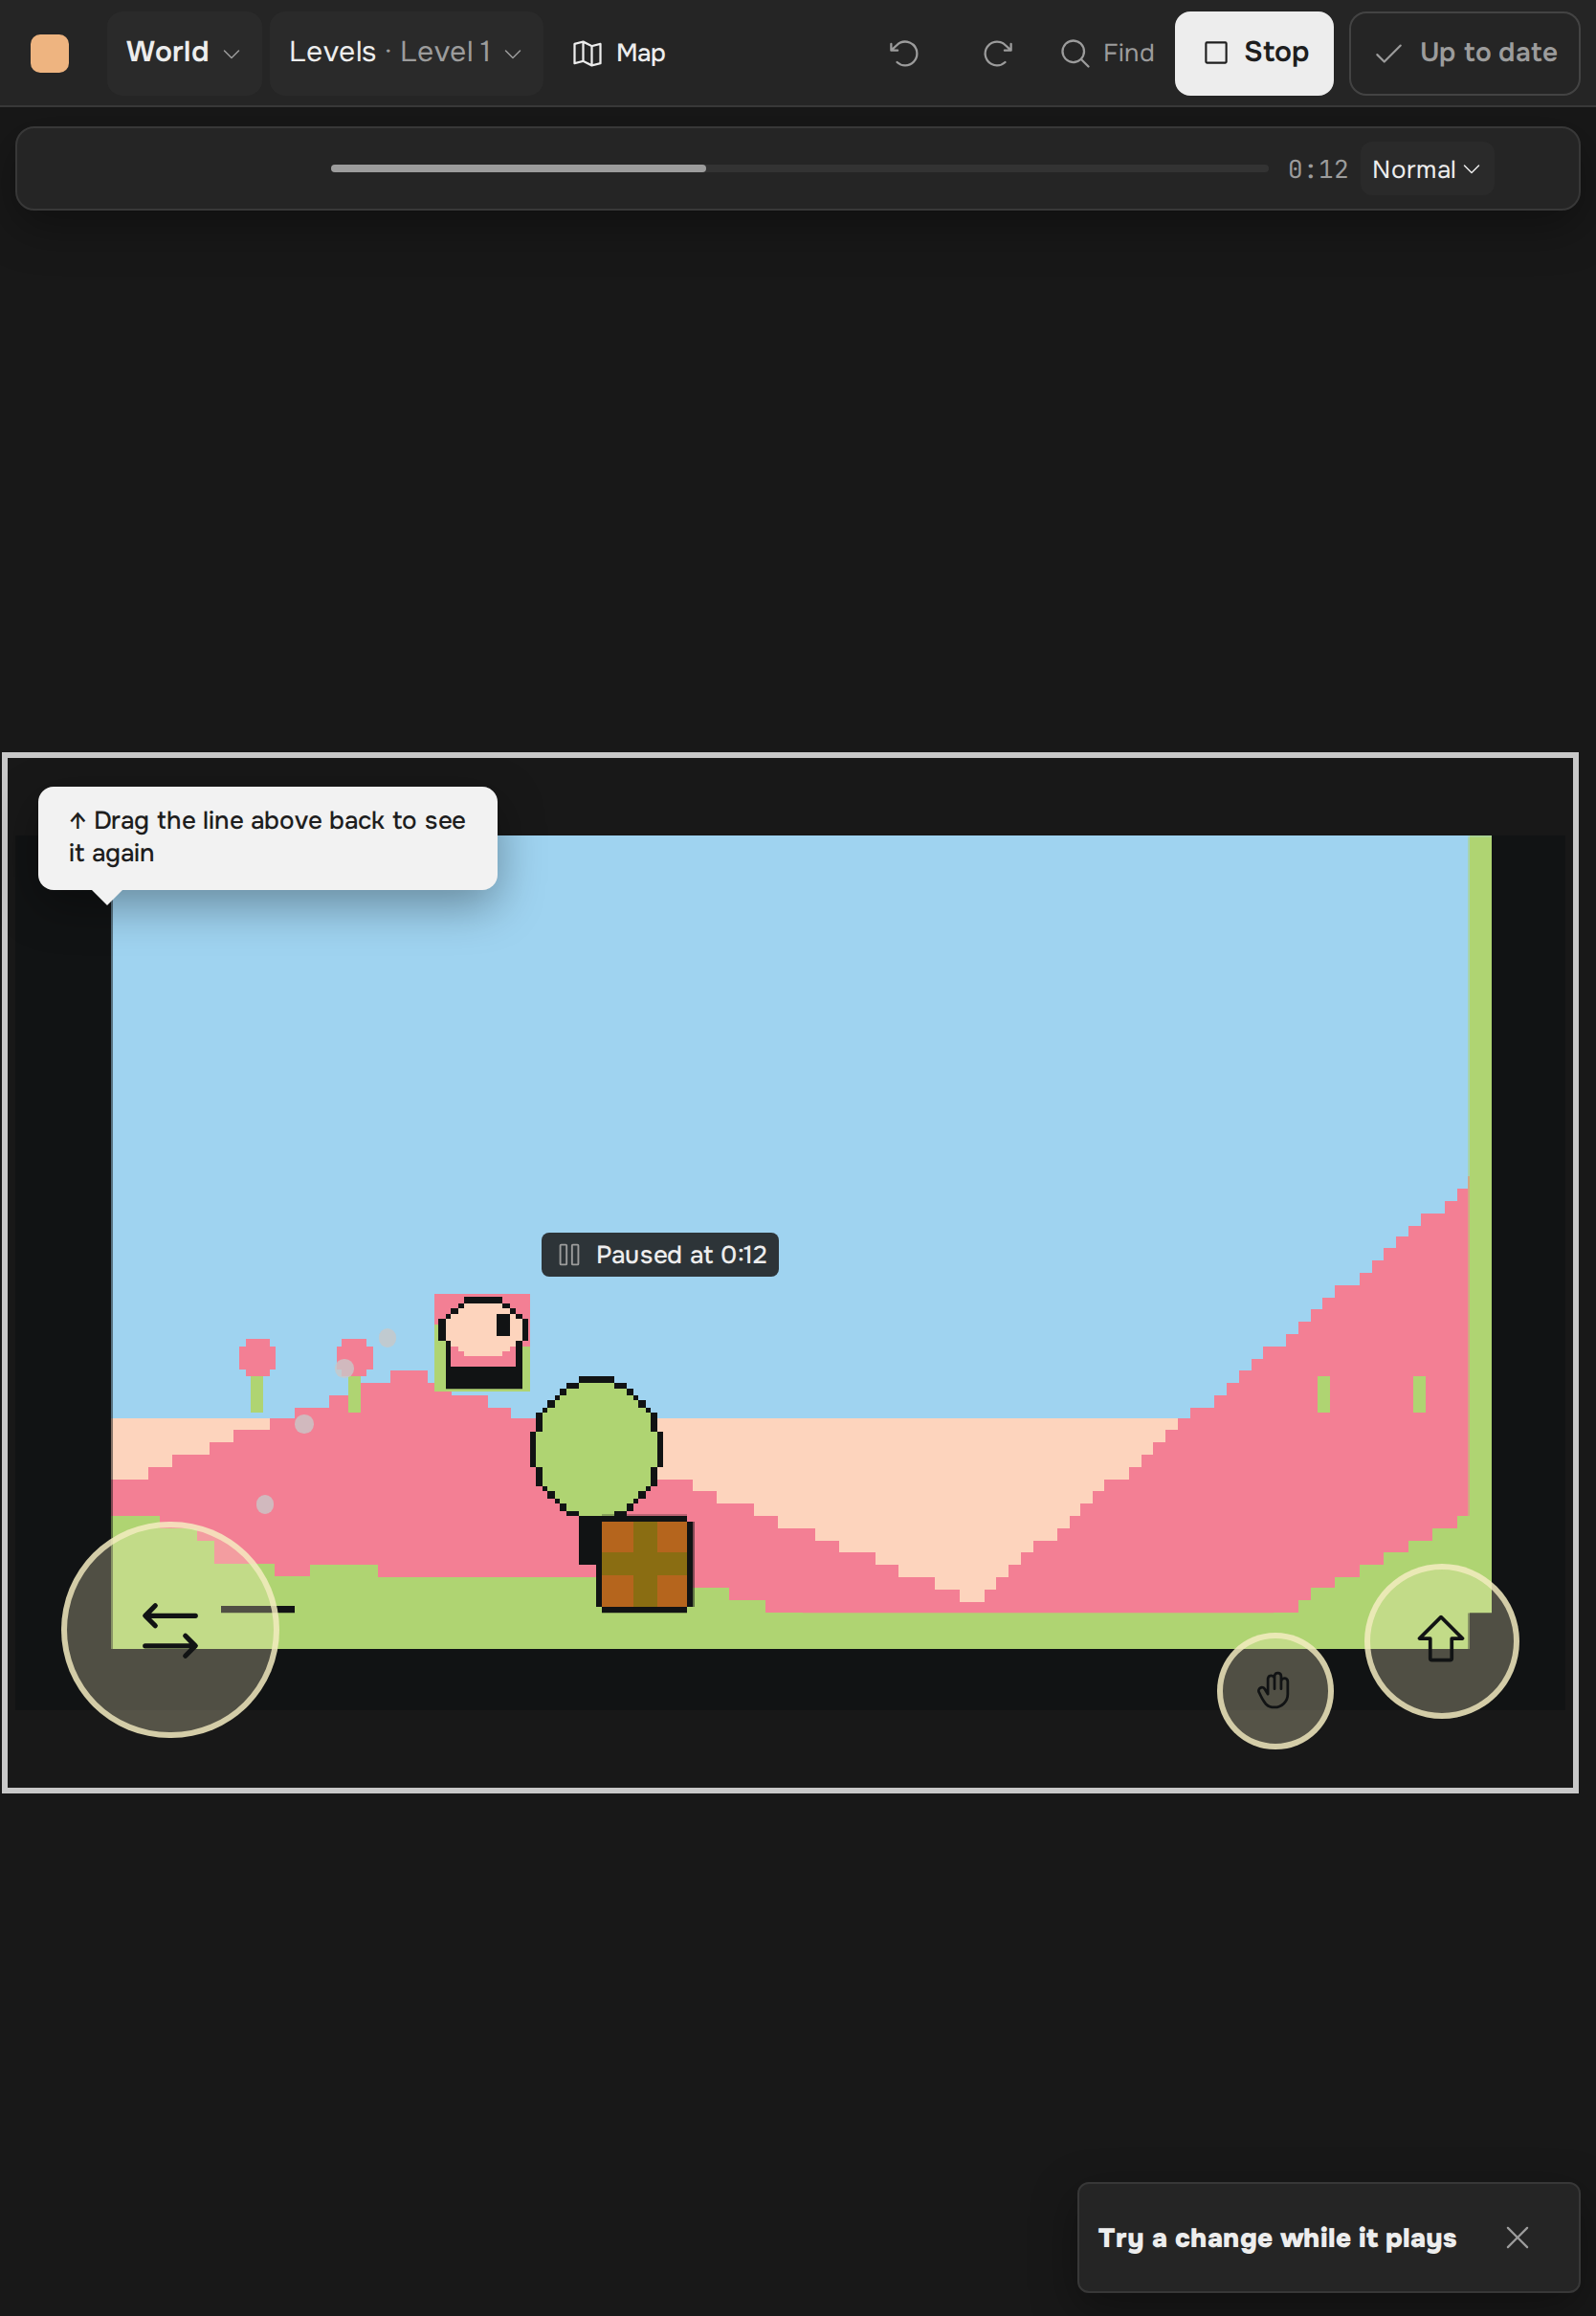 World
Levels · Level 1
Map
Find
Stop
Up to date
0:12
Normal
↑ Drag the line above back to see
it again
Paused at 0:12
Try a change while it plays